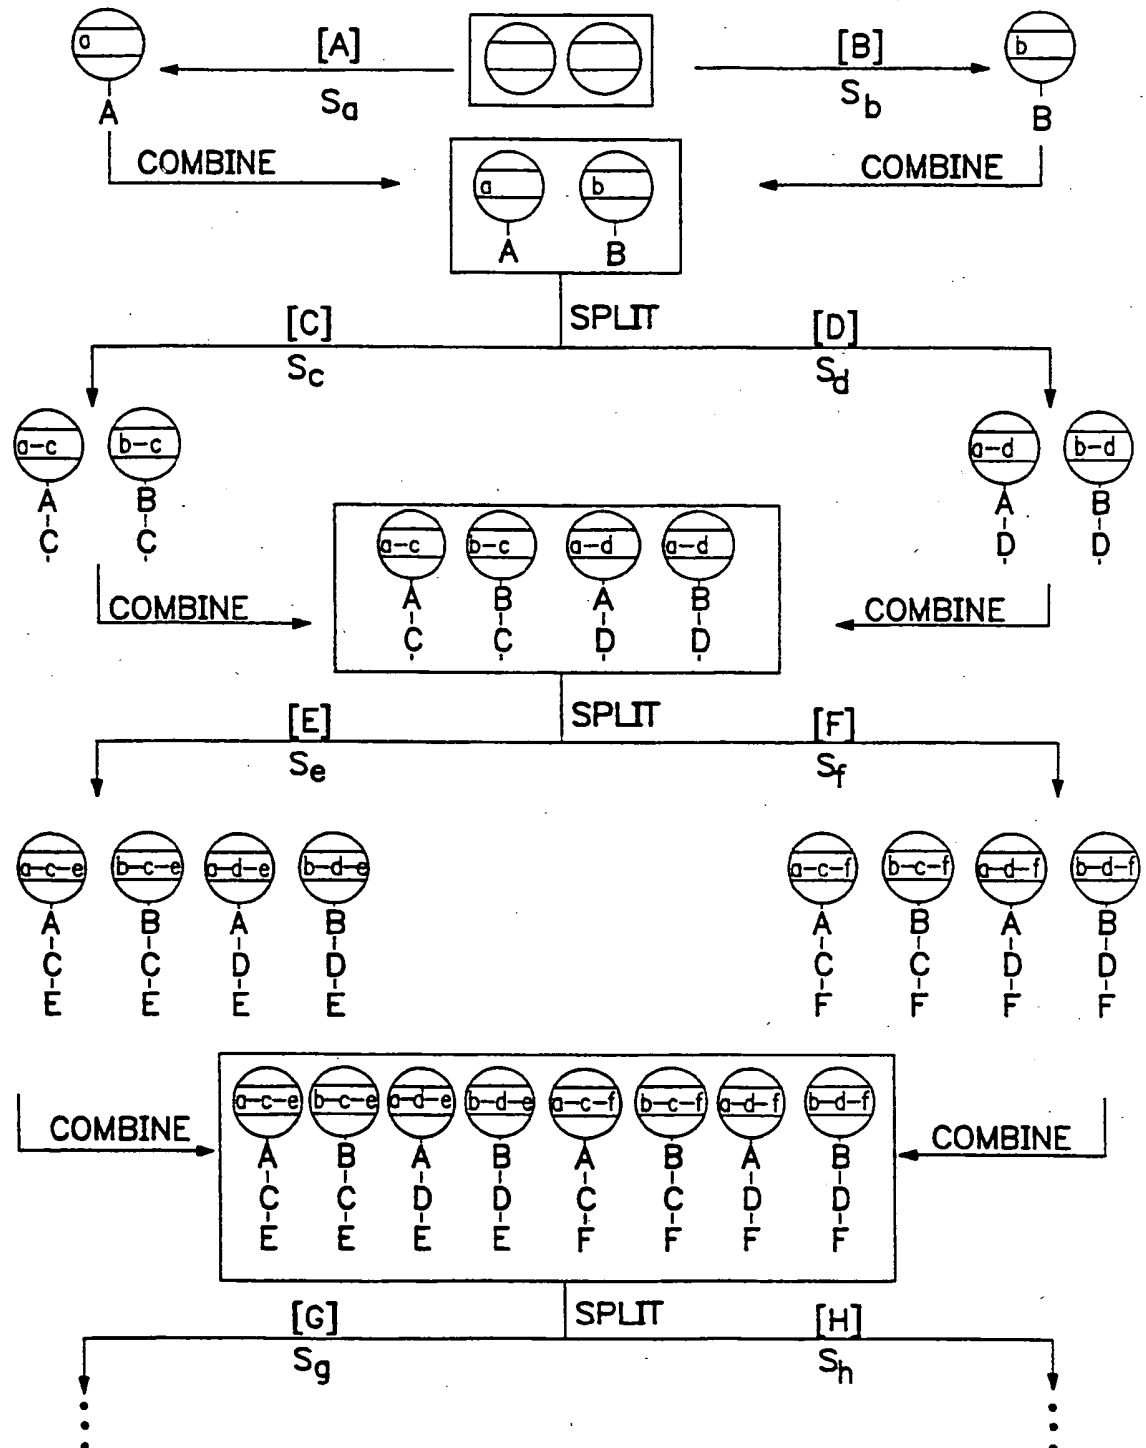 a [A] [B] b
Sa Sb
A B
COMBINE COMBINE
a b
A B
[C] SPLIT [D]
Sc Sd
a-c b-c a-d b-d
A B A B
C C D D
a-c b-c a-d a-d
A B A B
COMBINE COMBINE
C C D D
[E] SPLIT [F]
Se Sf
a-c-e b-c-e a-d-e b-d-e a-c-f b-c-f a-d-f b-d-f
A B A B A B A B
C C D D C C D D
E E E E F F F F
a-c-e b-c-e a-d-e b-d-e a-c-f b-c-f a-d-f b-d-f
COMBINE COMBINE
A B A B A B A B
C C D D C C D D
E E E E F F F F
[G] SPLIT [H]
Sg Sh